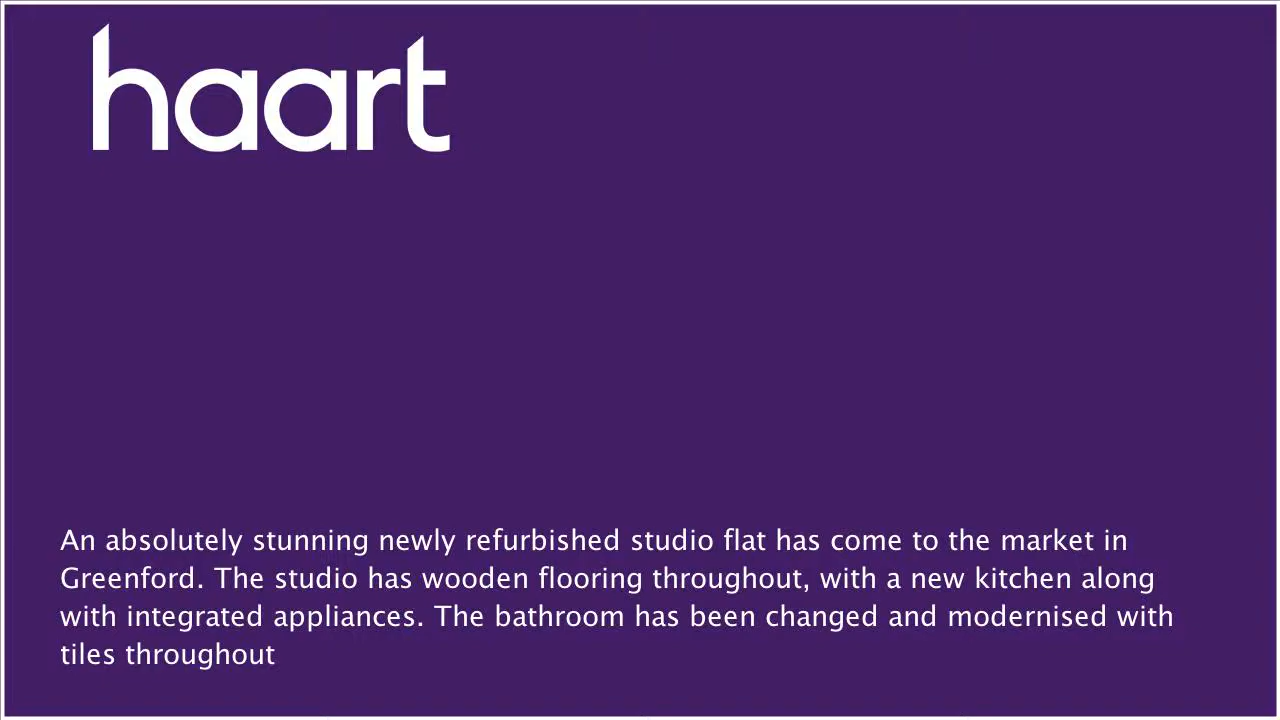 haart
An absolutely stunning newly refurbished studio flat has come to the market in
Greenford. The studio has wooden flooring throughout, with a new kitchen along
with integrated appliances. The bathroom has been changed and modernised with
tiles throughout